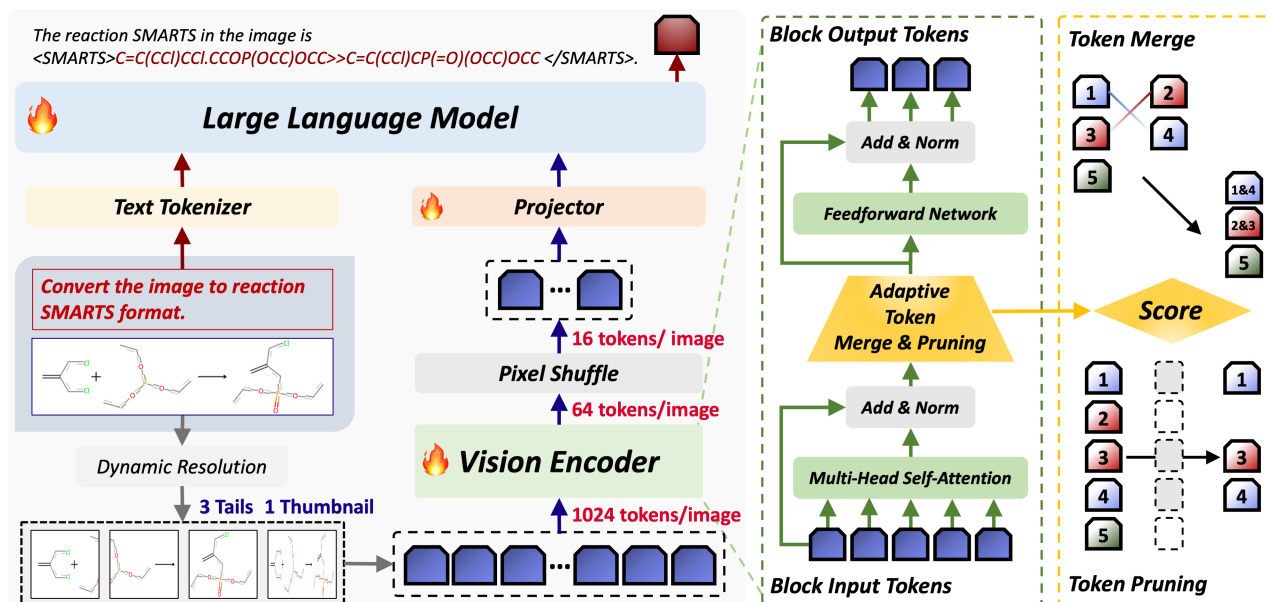 The reaction SMARTS in the image is
<SMARTS>C=C(CCl)CCl.CCOP(OCC)OCC>>C=C(CCl)CP(=O)(OCC)OCC </SMARTS>.
Large Language Model
Text Tokenizer
Projector
Convert the image to reaction
SMARTS format.
Cl
Cl
+
P
O
O
O
Cl
P
O
O
O
O
...
16 tokens/ image
Pixel Shuffle
64 tokens/image
Vision Encoder
1024 tokens/image
Dynamic Resolution
3 Tails 1 Thumbnail
...
Block Output Tokens
Add & Norm
Feedforward Network
Adaptive
Token
Merge & Pruning
Add & Norm
Multi-Head Self-Attention
Block Input Tokens
Token Merge
1
2
3
4
5
1&4
2&3
5
Score
1
1
2
3
3
4
4
5
Token Pruning